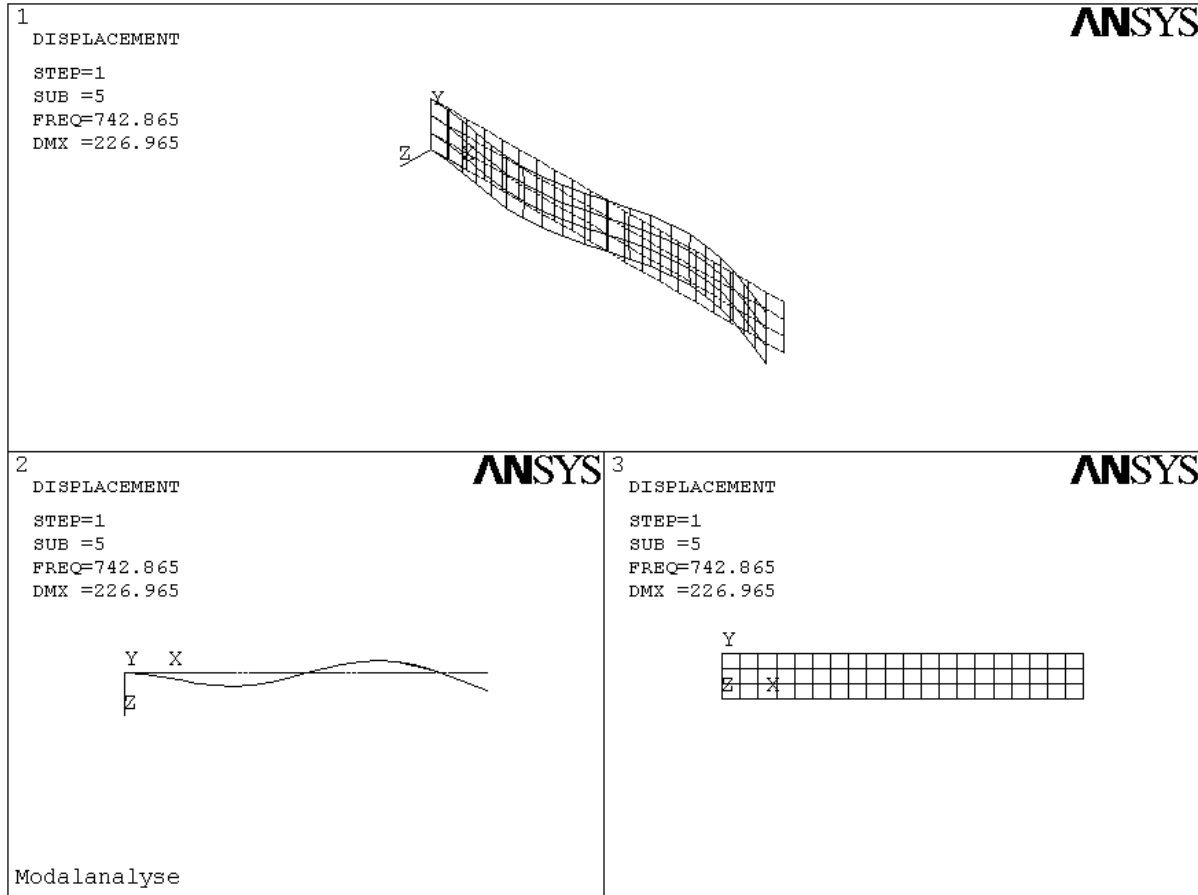 1
ANSYS
DISPLACEMENT
STEP=1
SUB =5
FREQ=742.865
DMX =226.965
Y
Z
X
2
ANSYS
DISPLACEMENT
STEP=1
SUB =5
FREQ=742.865
DMX =226.965
Y X
Z
3
ANSYS
DISPLACEMENT
STEP=1
SUB =5
FREQ=742.865
DMX =226.965
Y
Z X
Modalanalyse